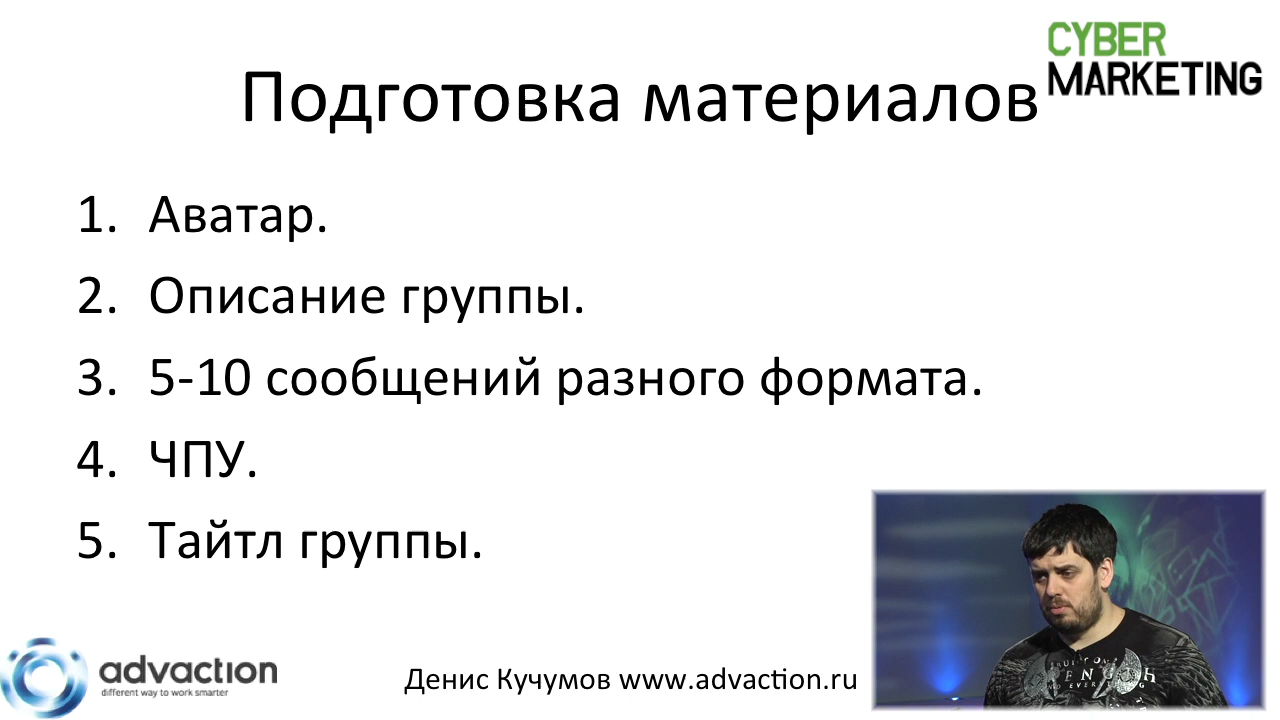 CYBER
MARKETING
Подготовка материалов
1. Аватар.
2. Описание группы.
3. 5-10 сообщений разного формата.
4. ЧПУ.
5. Тайтл группы.
advaction
different way to work smarter
Денис Кучумов www.advaction.ru
ENGLISH